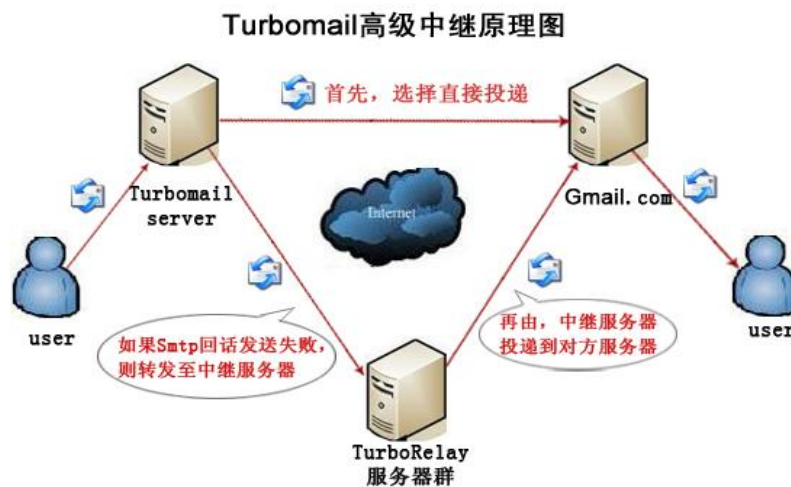 Turbomail高级中继原理图
首先，选择直接投递
Turbomail
server
Internet
Gmail.com
user
user
如果Smtp回话发送失败，
则转发至中继服务器
再由，中继服务器
投递到对方服务器
TurboRelay
服务器群